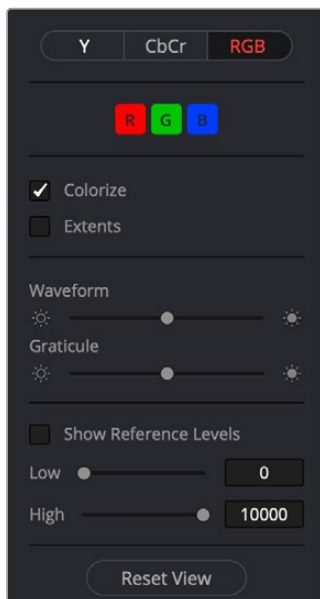 Y CbCr RGB
R G B
Colorize
Extents
Waveform
Graticule
Show Reference Levels
Low 0
High 10000
Reset View